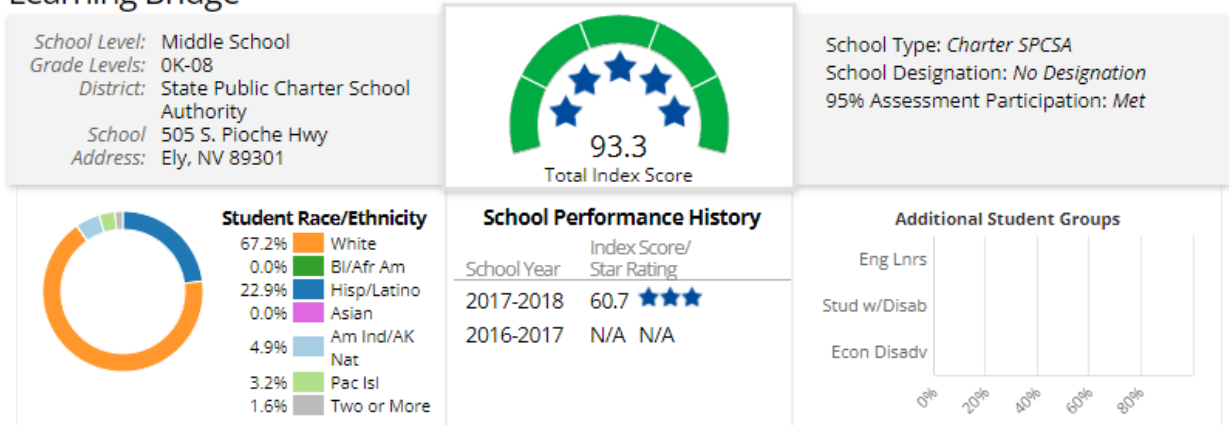 Learning Bridge
School Level: Middle School
Grade Levels: 0K-08
District: State Public Charter School
Authority
School 505 S. Pioche Hwy
Address: Ely, NV 89301
93.3
Total Index Score
School Type: Charter SPCSA
School Designation: No Designation
95% Assessment Participation: Met
Student Race/Ethnicity
67.2% White
0.0% Bl/Afr Am
22.9% Hisp/Latino
0.0% Asian
4.9% Am Ind/AK
Nat
3.2% Pac Isl
1.6% Two or More
School Performance History
Index Score/
School Year Star Rating
2017-2018 60.7
2016-2017 N/A N/A
Additional Student Groups
Eng Lnrs
Stud w/Disab
Econ Disadv
0% 20% 40% 60% 80%